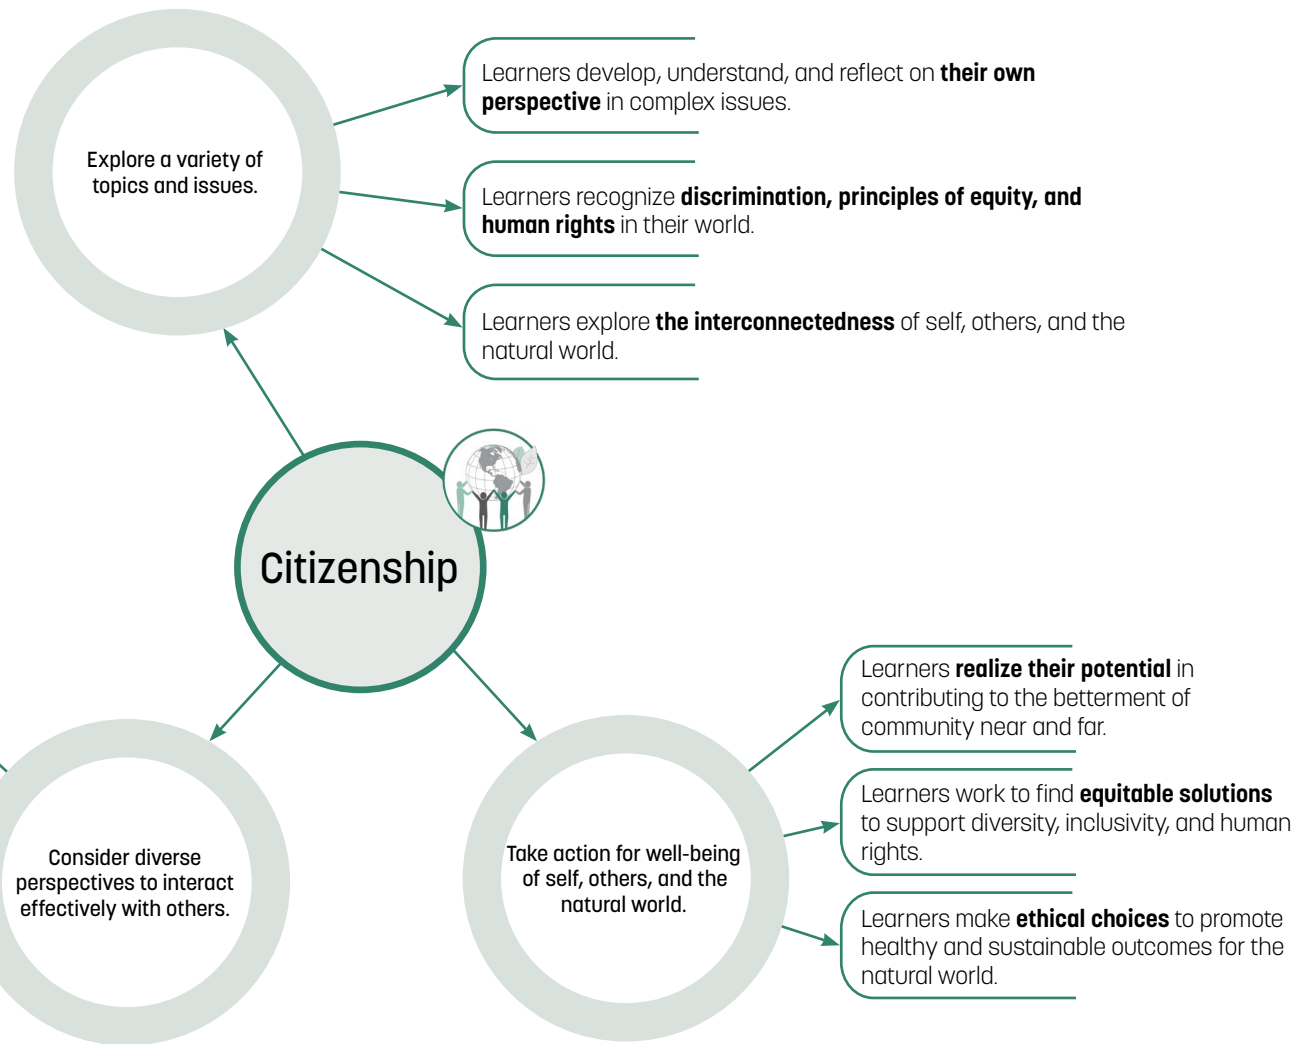 Explore a variety of
topics and issues.
Learners develop, understand, and reflect on their own
perspective in complex issues.
Learners recognize discrimination, principles of equity, and
human rights in their world.
Learners explore the interconnectedness of self, others, and the
natural world.
Citizenship
Consider diverse
perspectives to interact
effectively with others.
Take action for well-being
of self, others, and the
natural world.
Learners realize their potential in
contributing to the betterment of
community near and far.
Learners work to find equitable solutions
to support diversity, inclusivity, and human
rights.
Learners make ethical choices to promote
healthy and sustainable outcomes for the
natural world.